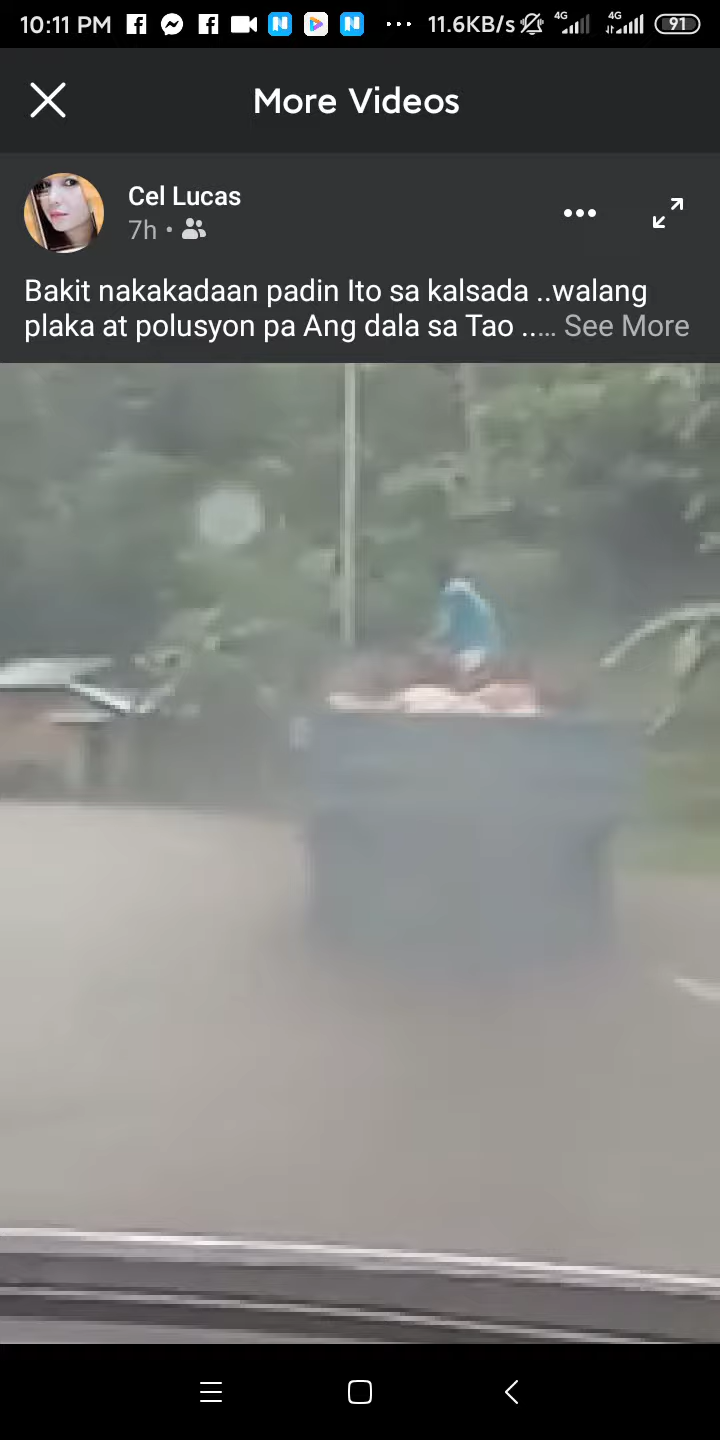 10:11 PM 11.6KB/s 4G 4G 91
More Videos
Cel Lucas
7h •
Bakit nakakadaan padin Ito sa kalsada ..walang
plaka at polusyon pa Ang dala sa Tao ..... See More